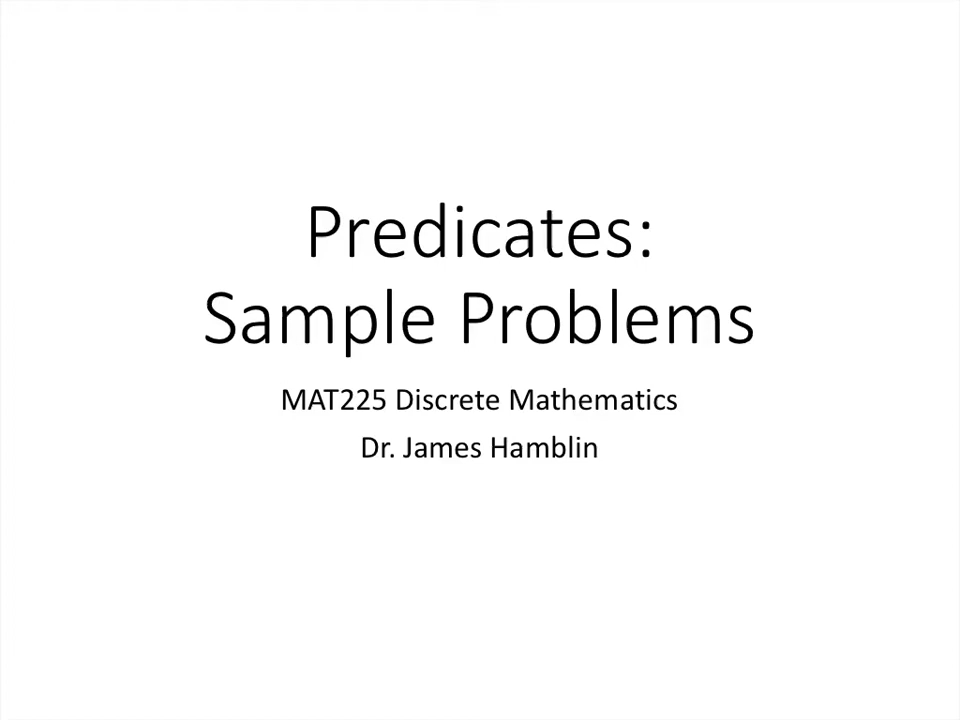 Predicates:
Sample Problems
MAT225 Discrete Mathematics
Dr. James Hamblin